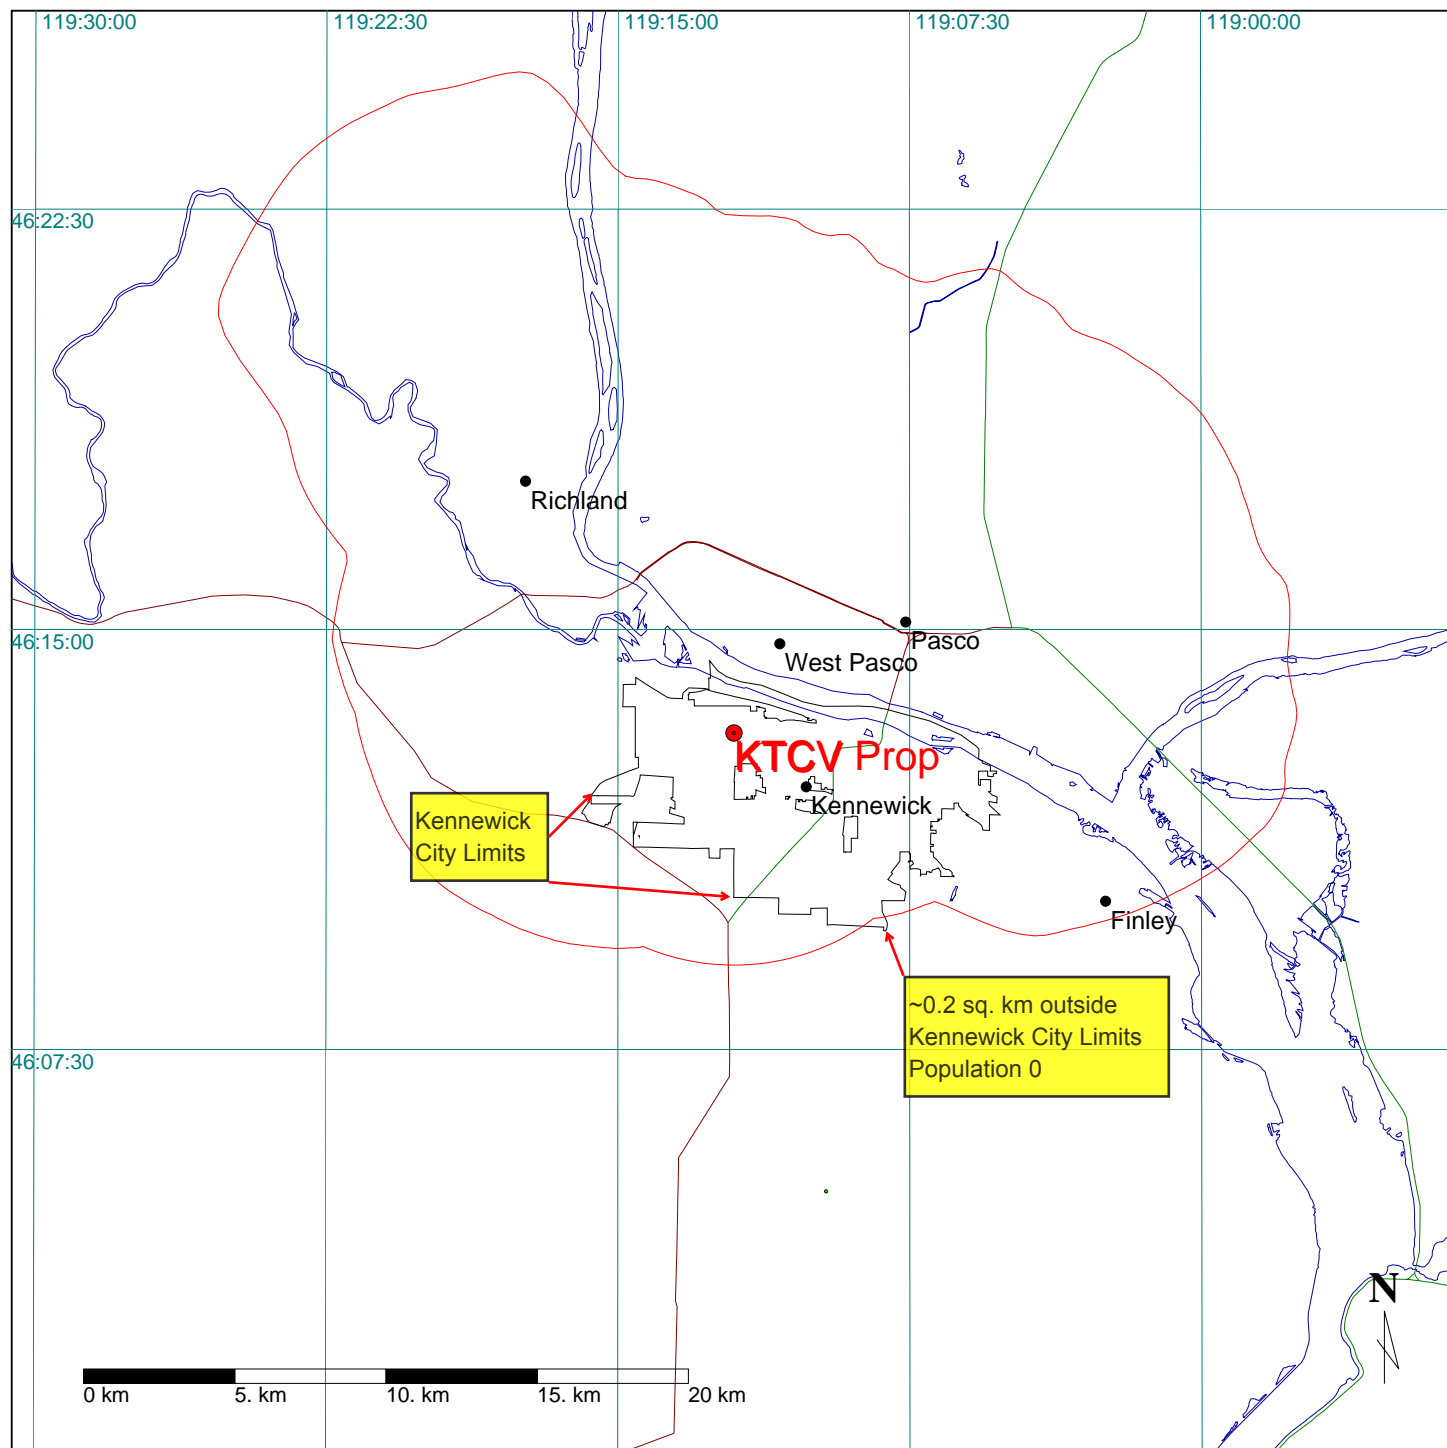 119:30:00
119:22:30
119:15:00
119:07:30
119:00:00
46:22:30
Richland
46:15:00
Pasco
West Pasco
KTCV Prop
Kennewick
Kennewick
City Limits
Finley
~0.2 sq. km outside
Kennewick City Limits
Population 0
46:07:30
N
0 km
5. km
10. km
15. km
20 km